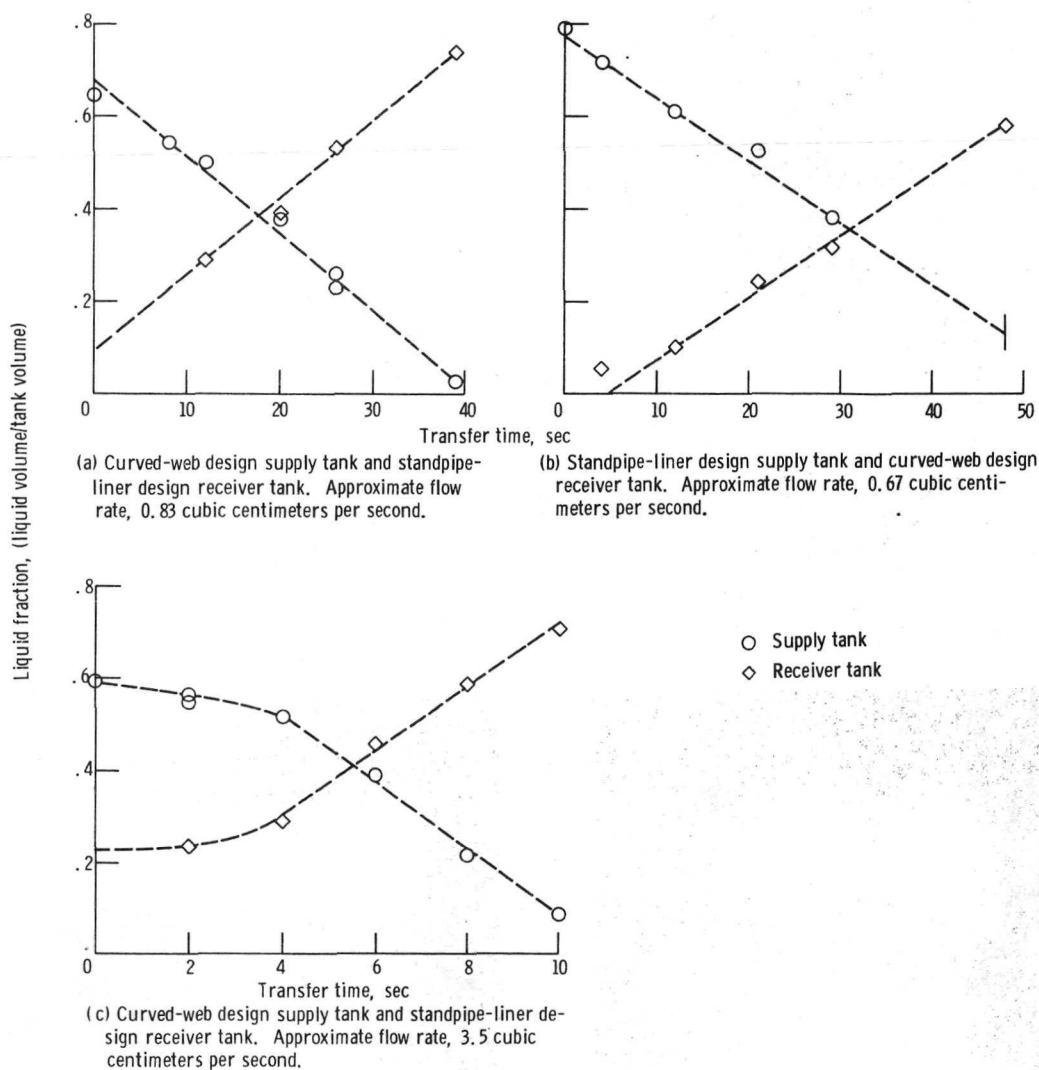 Liquid fraction, (liquid volume/tank volume)
.8
.6
.4
.2
0 10 20 30 40
0 10 20 30 40 50
Transfer time, sec
(a) Curved-web design supply tank and standpipe-
liner design receiver tank. Approximate flow
rate, 0.83 cubic centimeters per second.
(b) Standpipe-liner design supply tank and curved-web design
receiver tank. Approximate flow rate, 0.67 cubic centi-
meters per second.
.8
.6
.4
.2
0 2 4 6 8 10
Transfer time, sec
Supply tank
Receiver tank
(c) Curved-web design supply tank and standpipe-liner de-
sign receiver tank. Approximate flow rate, 3.5 cubic
centimeters per second.